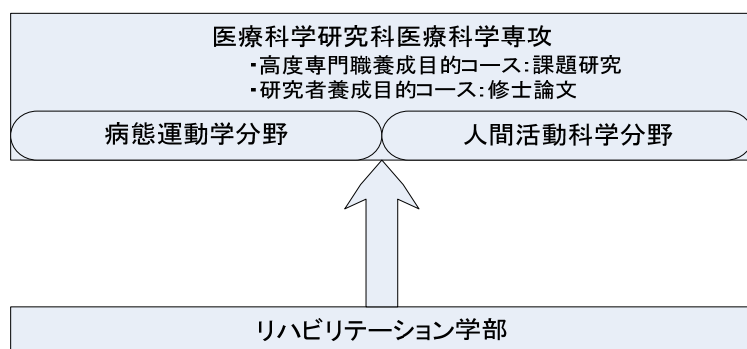 医療科学研究科医療科学専攻
・高度専門職養成目的コース：課題研究
・研究者養成目的コース：修士論文
病態運動学分野
人間活動科学分野
リハビリテーション学部